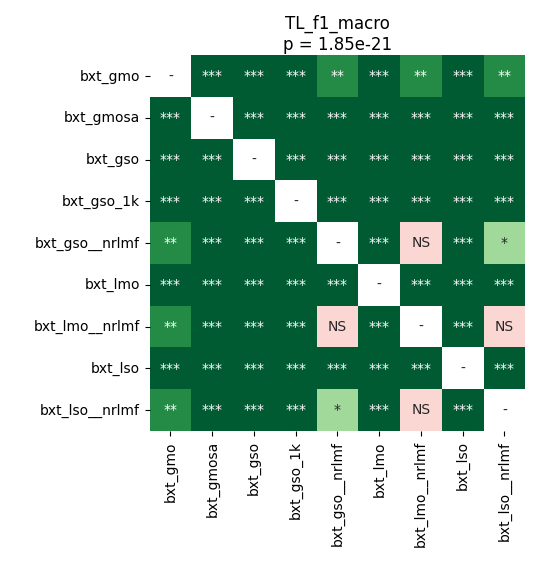 TL_f1_macro
p = 1.85e-21
bxt_gmo - *** *** *** ** *** ** *** **
bxt_gmosa *** - *** *** *** *** *** *** ***
bxt_gso *** *** - *** *** *** *** *** ***
bxt_gso_1k *** *** *** - *** *** *** *** ***
bxt_gso__nrlmf ** *** *** *** - *** NS *** *
bxt_lmo *** *** *** *** *** - *** *** ***
bxt_lmo__nrlmf ** *** *** *** NS *** - *** NS
bxt_lso *** *** *** *** *** *** *** - ***
bxt_lso__nrlmf ** *** *** *** * *** NS *** -
bxt_gmo
bxt_gmosa
bxt_gso
bxt_gso_1k
bxt_gso__nrlmf
bxt_lmo
bxt_lmo__nrlmf
bxt_lso
bxt_lso__nrlmf